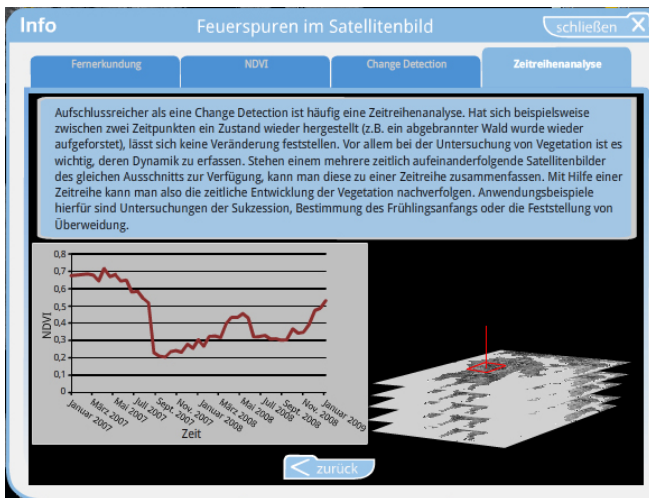 Info
Feuerspuren im Satellitenbild
schließen X
Fernerkundung
NDVI
Change Detection
Zeitreihenanalyse
Aufschlussreicher als eine Change Detection ist häufig eine Zeitreihenanalyse. Hat sich beispielsweise
zwischen zwei Zeitpunkten ein Zustand wieder hergestellt (z.B. ein abgebrannter Wald wurde wieder
aufgeforstet), lässt sich keine Veränderung feststellen. Vor allem bei der Untersuchung von Vegetation ist es
wichtig, deren Dynamik zu erfassen. Stehen einem mehrere zeitlich aufeinanderfolgende Satellitenbilder
des gleichen Ausschnitts zur Verfügung, kann man diese zu einer Zeitreihe zusammenfassen. Mit Hilfe einer
Zeitreihe kann man also die zeitliche Entwicklung der Vegetation nachverfolgen. Anwendungsbeispiele
hierfür sind Untersuchungen der Sukzession, Bestimmung des Frühlingsanfangs oder die Feststellung von
Überweidung.
0,8
0,7
0,6
0,5
0,4
0,3
0,2
0,1
0
NDVI
Januar 2007
März 2007
Mai 2007
Juli 2007
Sept. 2007
Nov. 2007
Januar 2008
März 2008
Mai 2008
Juli 2008
Sept. 2008
Nov. 2008
Januar 2009
Zeit
< zurück